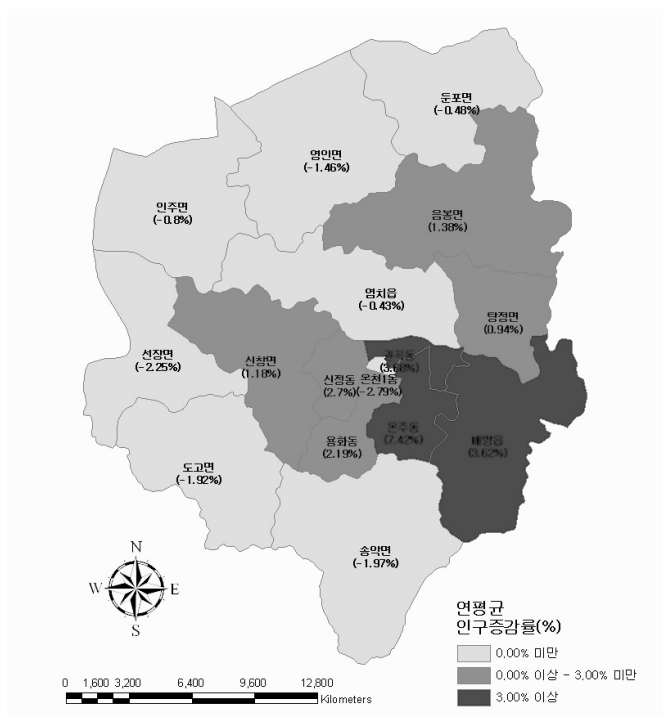 둔포면
(-0.48%)
영인면
(-1.46%)
인주면
(-0.8%)
음봉면
(1.38%)
염치읍
(-0.43%)
탕정면
(0.94%)
선장면
(-2.25%)
신창면
(1.18%)
(3.68%)
신정동 온천1동
(2.7%) (-2.79%)
온주동
(7.42%)
배방읍
(3.62%)
용화동
(2.19%)
도고면
(-1.92%)
송악면
(-1.97%)
N
W E
S
연평균
인구증감률(%)
0.00% 미만
0.00% 이상 - 3.00% 미만
3.00% 이상
0 1,600 3,200 6,400 9,600 12,800
Kilometers